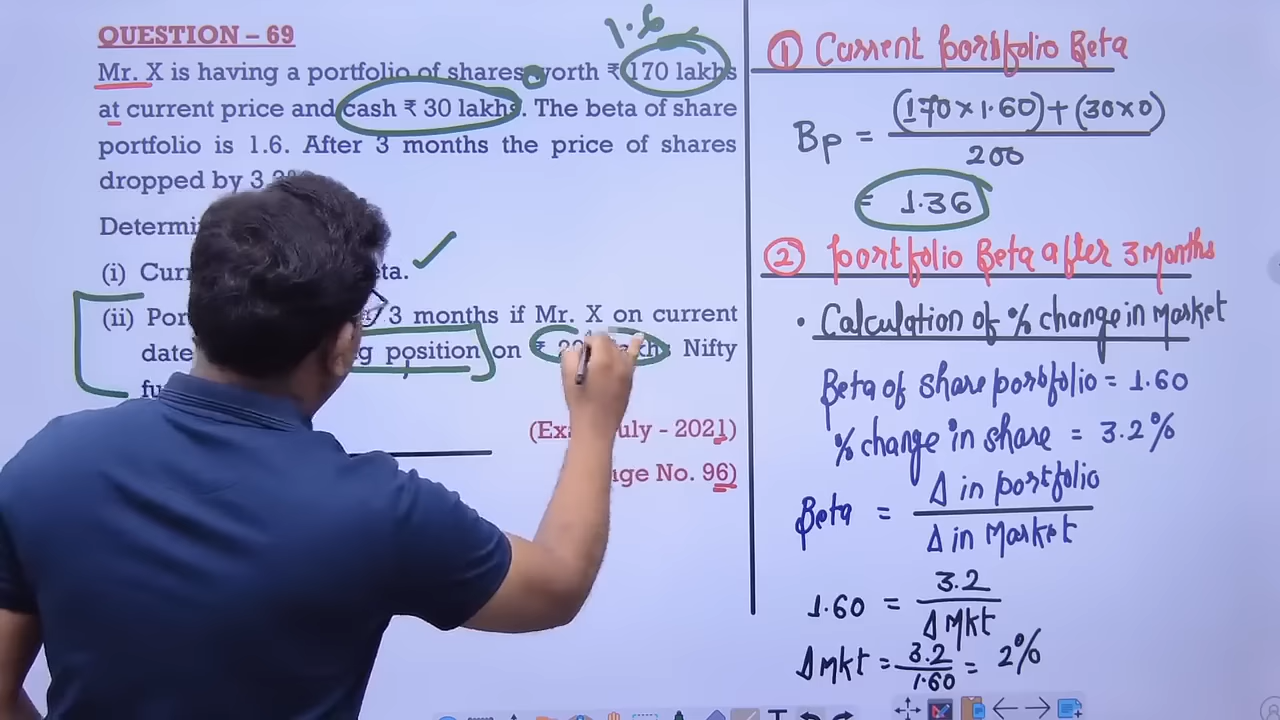 QUESTION – 69
1.6
Mr. X is having a portfolio of shares worth ₹ 170 lakhs
at current price and cash ₹ 30 lakhs. The beta of share
portfolio is 1.6. After 3 months the price of shares
dropped by 3.2%
Determi
(i) Cur eta.
(ii) Por 3 months if Mr. X on current
date g position on ₹ lakhs Nifty
fu
(Ex uly - 2021)
ge No. 96)
① Current Portfolio Beta
Bp = (170×1.60)+(30×0)
200
= 1.36
② Portfolio Beta after 3 Months
• Calculation of % change in Market
Beta of share portfolio = 1.60
% change in share = 3.2%
Beta = Δ in portfolio
Δ in Market
1.60 = 3.2
Δ Mkt
Δ Mkt = 3.2 = 2%
1.60